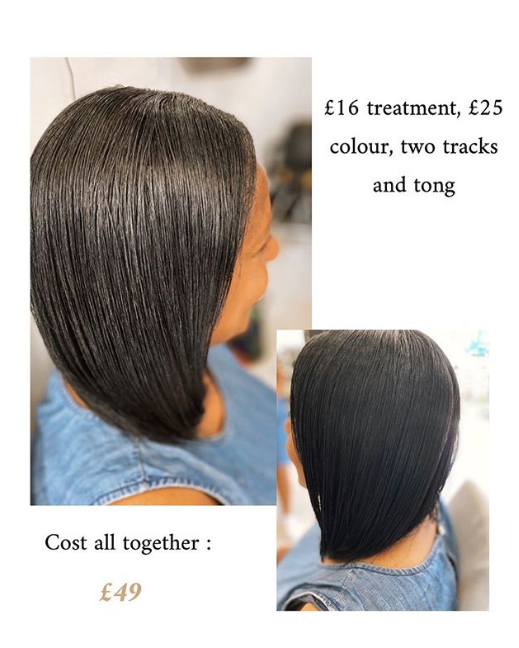 £16 treatment, £25
colour, two tracks
and tong
Cost all together :
£49